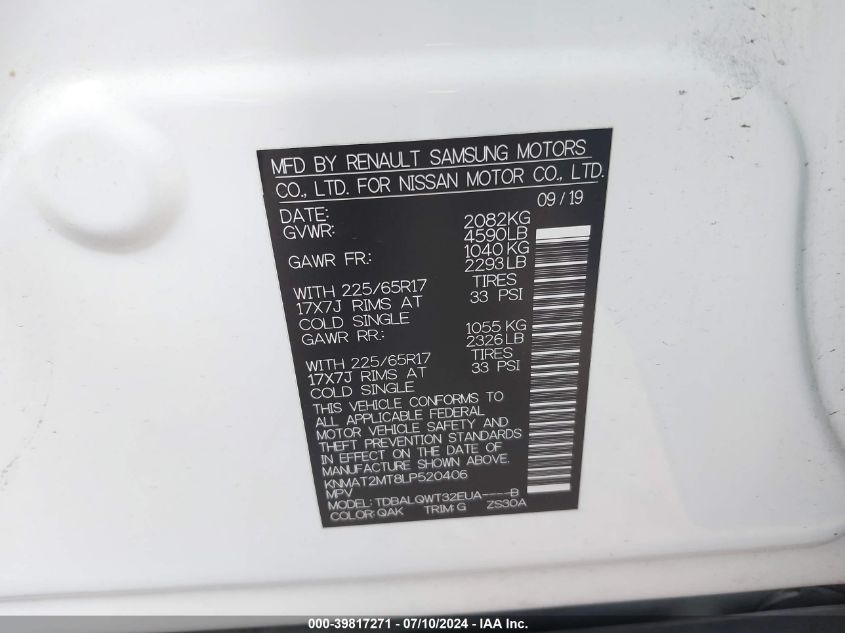 MFD BY RENAULT SAMSUNG MOTORS
CO., LTD. FOR NISSAN MOTOR CO., LTD.
DATE: 09 / 19
GVWR: 2082KG
4590LB
GAWR FR.: 1040 KG
2293 LB
WITH 225/65R17 TIRES
17X7J RIMS AT 33 PSI
COLD SINGLE
GAWR RR.: 1055 KG
2326 LB
WITH 225/65R17 TIRES
17X7J RIMS AT 33 PSI
COLD SINGLE
THIS VEHICLE CONFORMS TO
ALL APPLICABLE FEDERAL
MOTOR VEHICLE SAFETY AND
THEFT PREVENTION STANDARDS
IN EFFECT ON THE DATE OF
MANUFACTURE SHOWN ABOVE.
KNMAT2MT8LP520406
MPV
MODEL: TDBALQWT32EUA----B
COLOR: QAK TRIM: G ZS30A
000-39817271 - 07/10/2024 - IAA Inc.